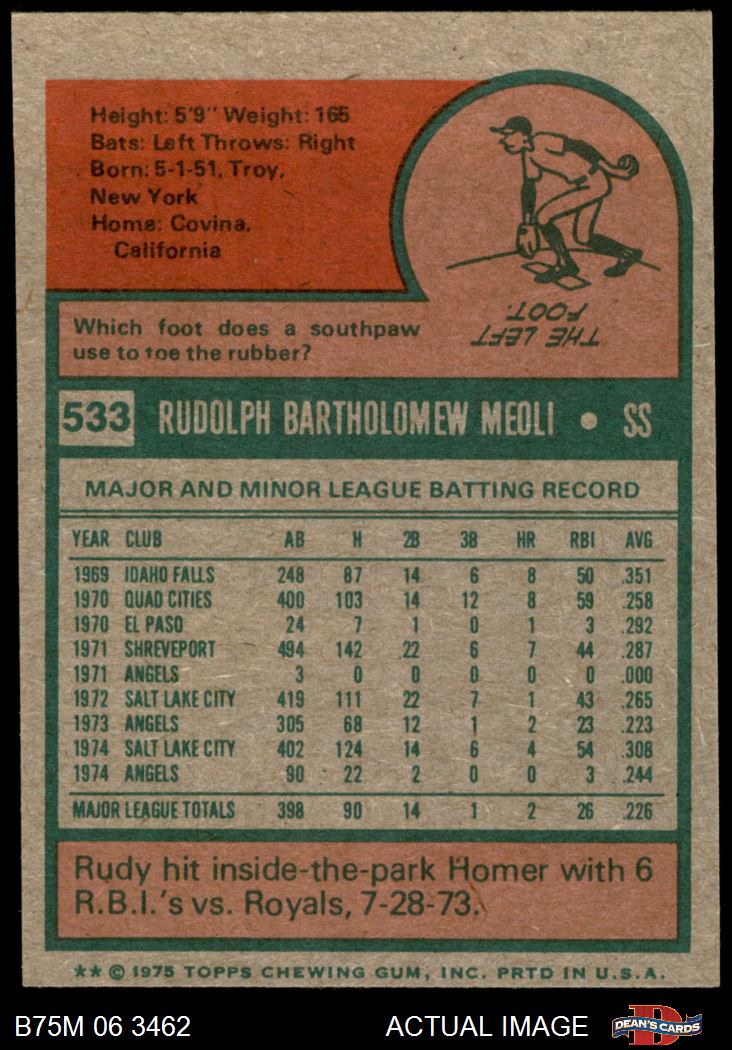 Height: 5'9" Weight: 165
Bats: Left Throws: Right
Born: 5-1-51, Troy,
New York
Home: Covina,
California
Which foot does a southpaw
use to toe the rubber?
THE LEFT
FOOT.
533 RUDOLPH BARTHOLOMEW MEOLI • SS
MAJOR AND MINOR LEAGUE BATTING RECORD
YEAR CLUB AB H 2B 3B HR RBI AVG
1969 IDAHO FALLS 248 87 14 6 8 50 .351
1970 QUAD CITIES 400 103 14 12 8 59 .258
1970 EL PASO 24 7 1 0 1 3 .292
1971 SHREVEPORT 494 142 22 6 7 44 .287
1971 ANGELS 3 0 0 0 0 0 .000
1972 SALT LAKE CITY 419 111 22 7 1 43 .265
1973 ANGELS 305 68 12 1 2 23 .223
1974 SALT LAKE CITY 402 124 14 6 4 54 .308
1974 ANGELS 90 22 2 0 0 3 .244
MAJOR LEAGUE TOTALS 398 90 14 1 2 26 .226
Rudy hit inside-the-park Homer with 6
R.B.I.'s vs. Royals, 7-28-73.
** © 1975 TOPPS CHEWING GUM, INC. PRTD IN U.S.A.
B75M 06 3462 ACTUAL IMAGE D DEAN'S CARDS